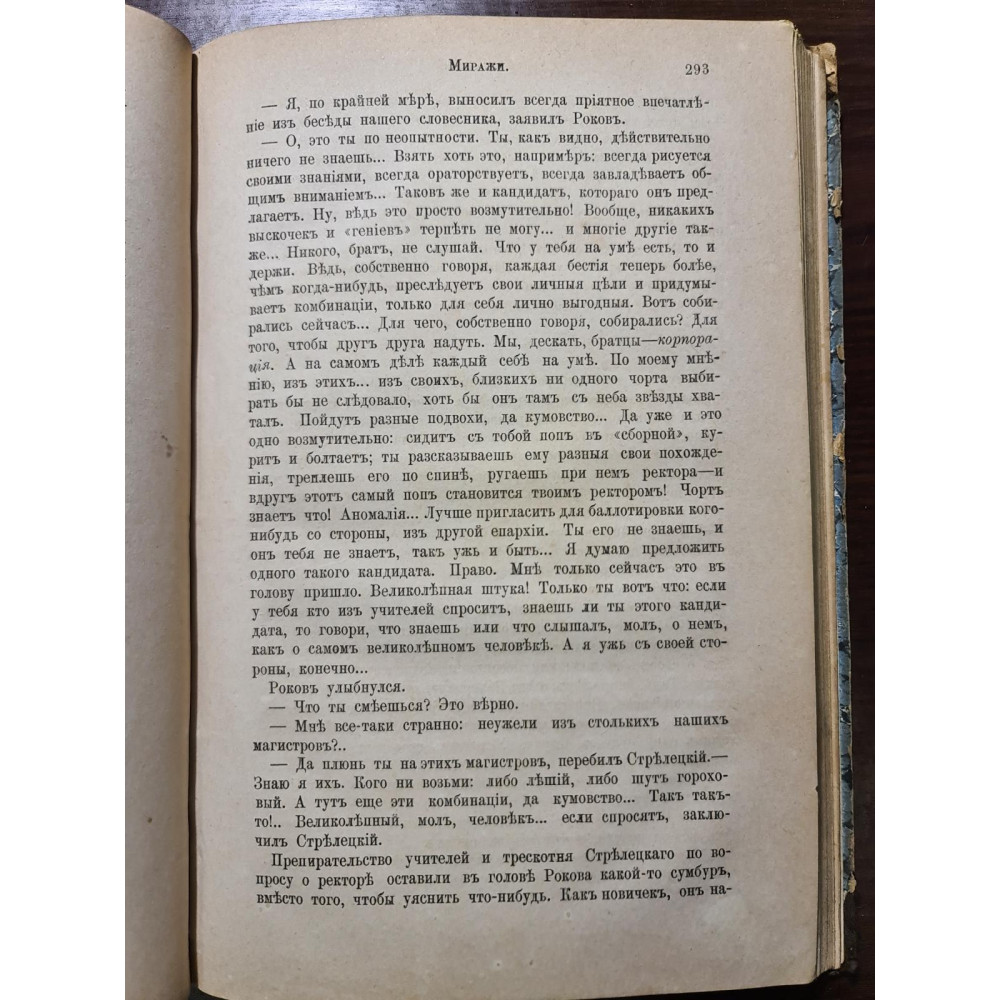 Миражи.
293
— Я, по крайней мѣрѣ, выносилъ всегда пріятное впечатлѣ-
ніе изъ бесѣды нашего словесника, заявилъ Роковъ.
— О, это ты по неопытности. Ты, какъ видно, дѣйствительно
ничего не знаешь... Взять хоть это, напримѣръ: всегда рисуется
своими знаніями, всегда ораторствуетъ, всегда завладѣваетъ об-
щимъ вниманіемъ... Таковъ же и кандидатъ, котораго онъ пред-
лагаетъ. Ну, вѣдь это просто возмутительно! Вообще, никакихъ
выскочекъ и «геніевъ» терпѣть не могу... и многіе другіе так-
же... Никого, братъ, не слушай. Что у тебя на умѣ есть, то и
держи. Вѣдь, собственно говоря, каждая бестія теперь болѣе,
чѣмъ когда-нибудь, преслѣдуетъ свои личныя цѣли и придумы-
ваетъ комбинаціи, только для себя лично выгодныя. Вотъ соби-
рались сейчасъ... Для чего, собственно говоря, собирались? Для
того, чтобы другъ друга надуть. Мы, дескать, братцы—корпора-
ція. А на самомъ дѣлѣ каждый себѣ на умѣ. По моему мнѣ-
нію, изъ этихъ... изъ своихъ, близкихъ ни одного чорта выби-
рать бы не слѣдовало, хоть бы онъ тамъ съ неба звѣзды хва-
талъ. Пойдутъ разные подвохи, да кумовство... Да уже и это
одно возмутительно: сидитъ съ тобой попъ въ «сборной», ку-
ритъ и болтаетъ; ты разсказываешь ему разныя свои похожде-
нія, треплешь его по спинѣ, ругаешь при немъ ректора—и
вдругъ этотъ самый попъ становится твоимъ ректоромъ! Чортъ
знаетъ что! Аномалія... Лучше пригласить для баллотировки кого-
нибудь со стороны, изъ другой епархіи. Ты его не знаешь, и
онъ тебя не знаетъ, такъ ужъ и быть... Я думаю предложить
одного такого кандидата. Право. Мнѣ только сейчасъ это въ
голову пришло. Великолѣпная штука! Только ты вотъ что: если
у тебя кто изъ учителей спроситъ, знаешь ли ты этого канди-
дата, то говори, что знаешь или что слышалъ, молъ, о немъ,
какъ о самомъ великолѣпномъ человѣкѣ. А я ужъ съ своей сто-
роны, конечно...
Роковъ улыбнулся.
— Что ты смѣешься? Это вѣрно.
— Мнѣ все-таки странно: неужели изъ столькихъ нашихъ
магистровъ?..
— Да плюнь ты на этихъ магистровъ, перебилъ Стрѣлецкій.—
Знаю я ихъ. Кого ни возьми: либо лѣшій, либо шутъ горохо-
вый. А тутъ еще эти комбинаціи, да кумовство... Такъ такъ-
то!.. Великолѣпный, молъ, человѣкъ... если спросятъ, заклю-
чилъ Стрѣлецкій.
Препирательство учителей и трескотня Стрѣлецкаго по во-
просу о ректорѣ оставили въ головѣ Рокова какой-то сумбуръ,
вмѣсто того, чтобы уяснить что-нибудь. Какъ новичекъ, онъ на-